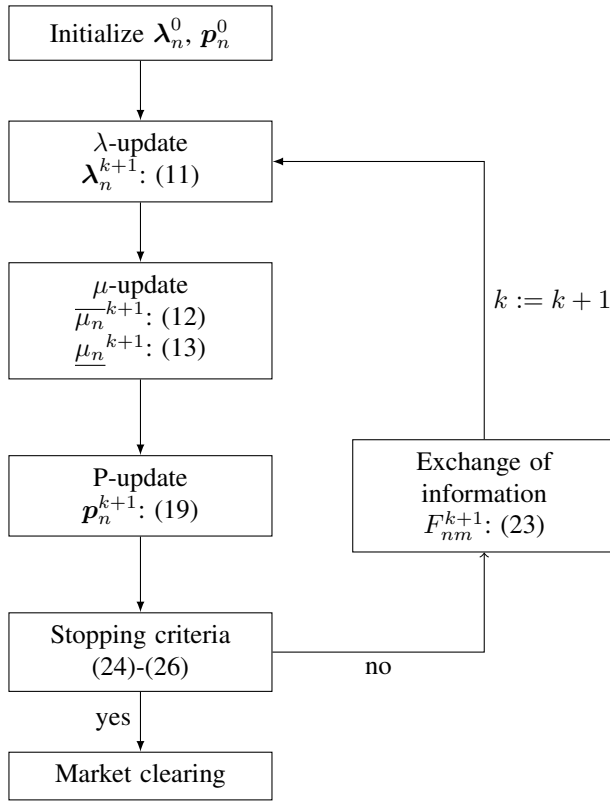 Initialize λ_n^0, p_n^0
λ-update
λ_n^{k+1}: (11)
μ-update
\overline{μ_n}^{k+1}: (12)
\underline{μ_n}^{k+1}: (13)
k := k + 1
P-update
p_n^{k+1}: (19)
Exchange of
information
F_{nm}^{k+1}: (23)
Stopping criteria
(24)-(26)
no
yes
Market clearing